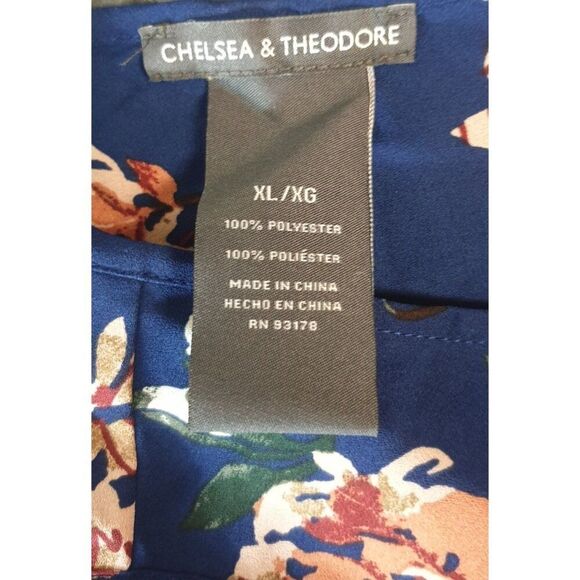 CHELSEA & THEODORE
XL/XG
100% POLYESTER
100% POLIÉSTER
MADE IN CHINA
HECHO EN CHINA
RN 93178